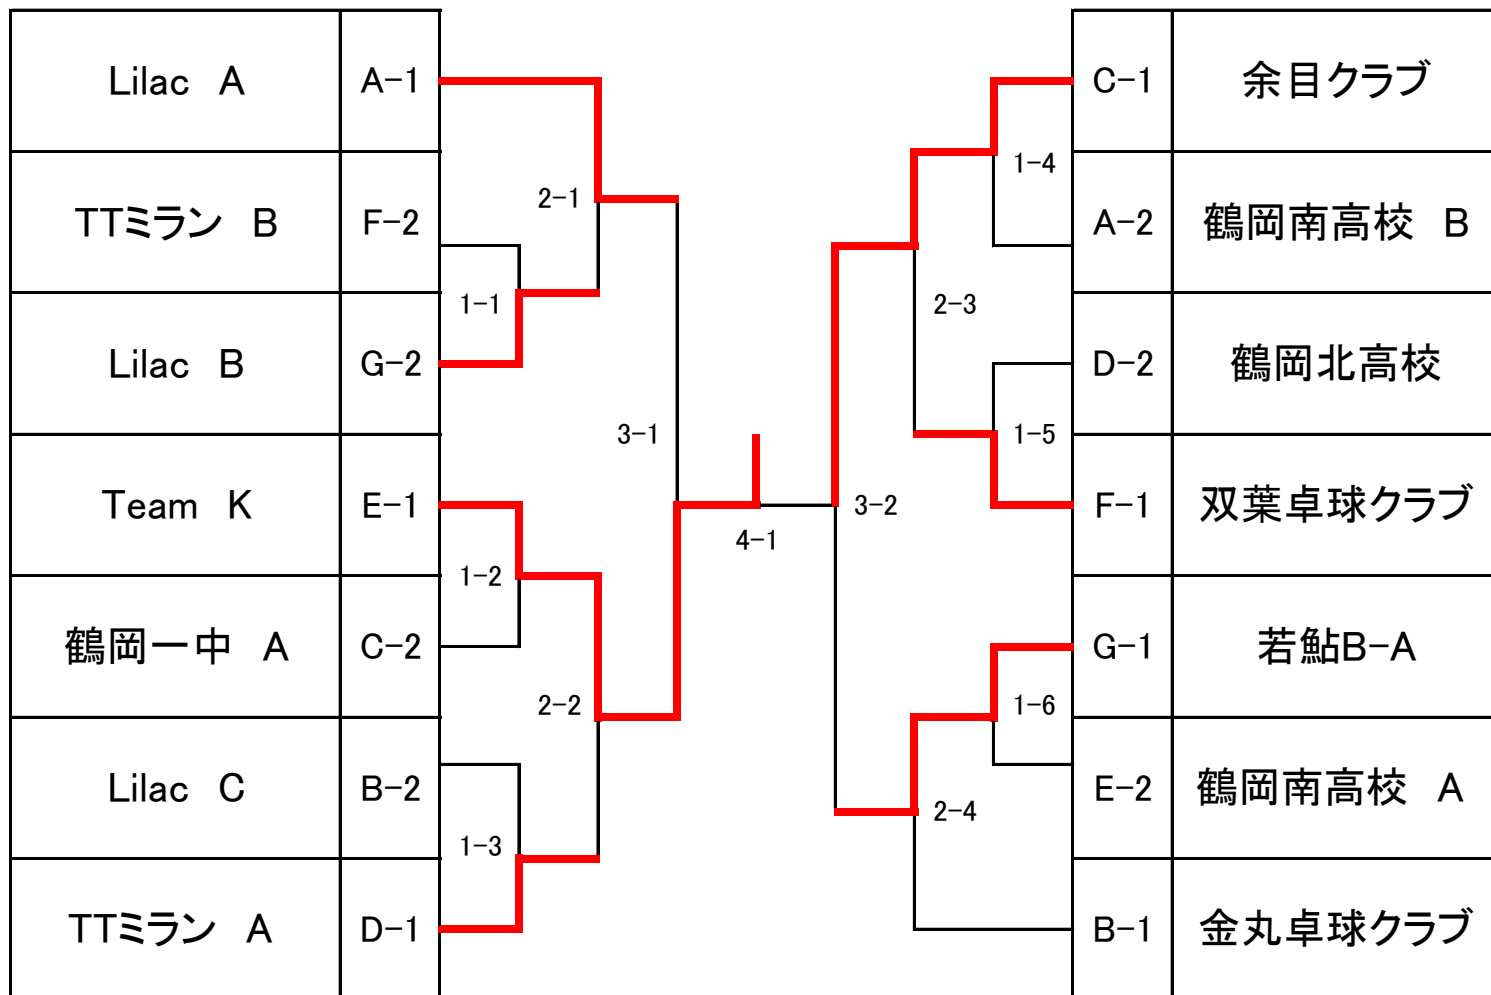 Lilac A A-1
TTミラン B F-2
Lilac B G-2
Team K E-1
鶴岡一中 A C-2
Lilac C B-2
TTミラン A D-1
1-1
1-2
1-3
2-1
2-2
3-1
4-1
3-2
2-3
2-4
1-4
1-5
1-6
C-1 余目クラブ
A-2 鶴岡南高校 B
D-2 鶴岡北高校
F-1 双葉卓球クラブ
G-1 若鮎B-A
E-2 鶴岡南高校 A
B-1 金丸卓球クラブ